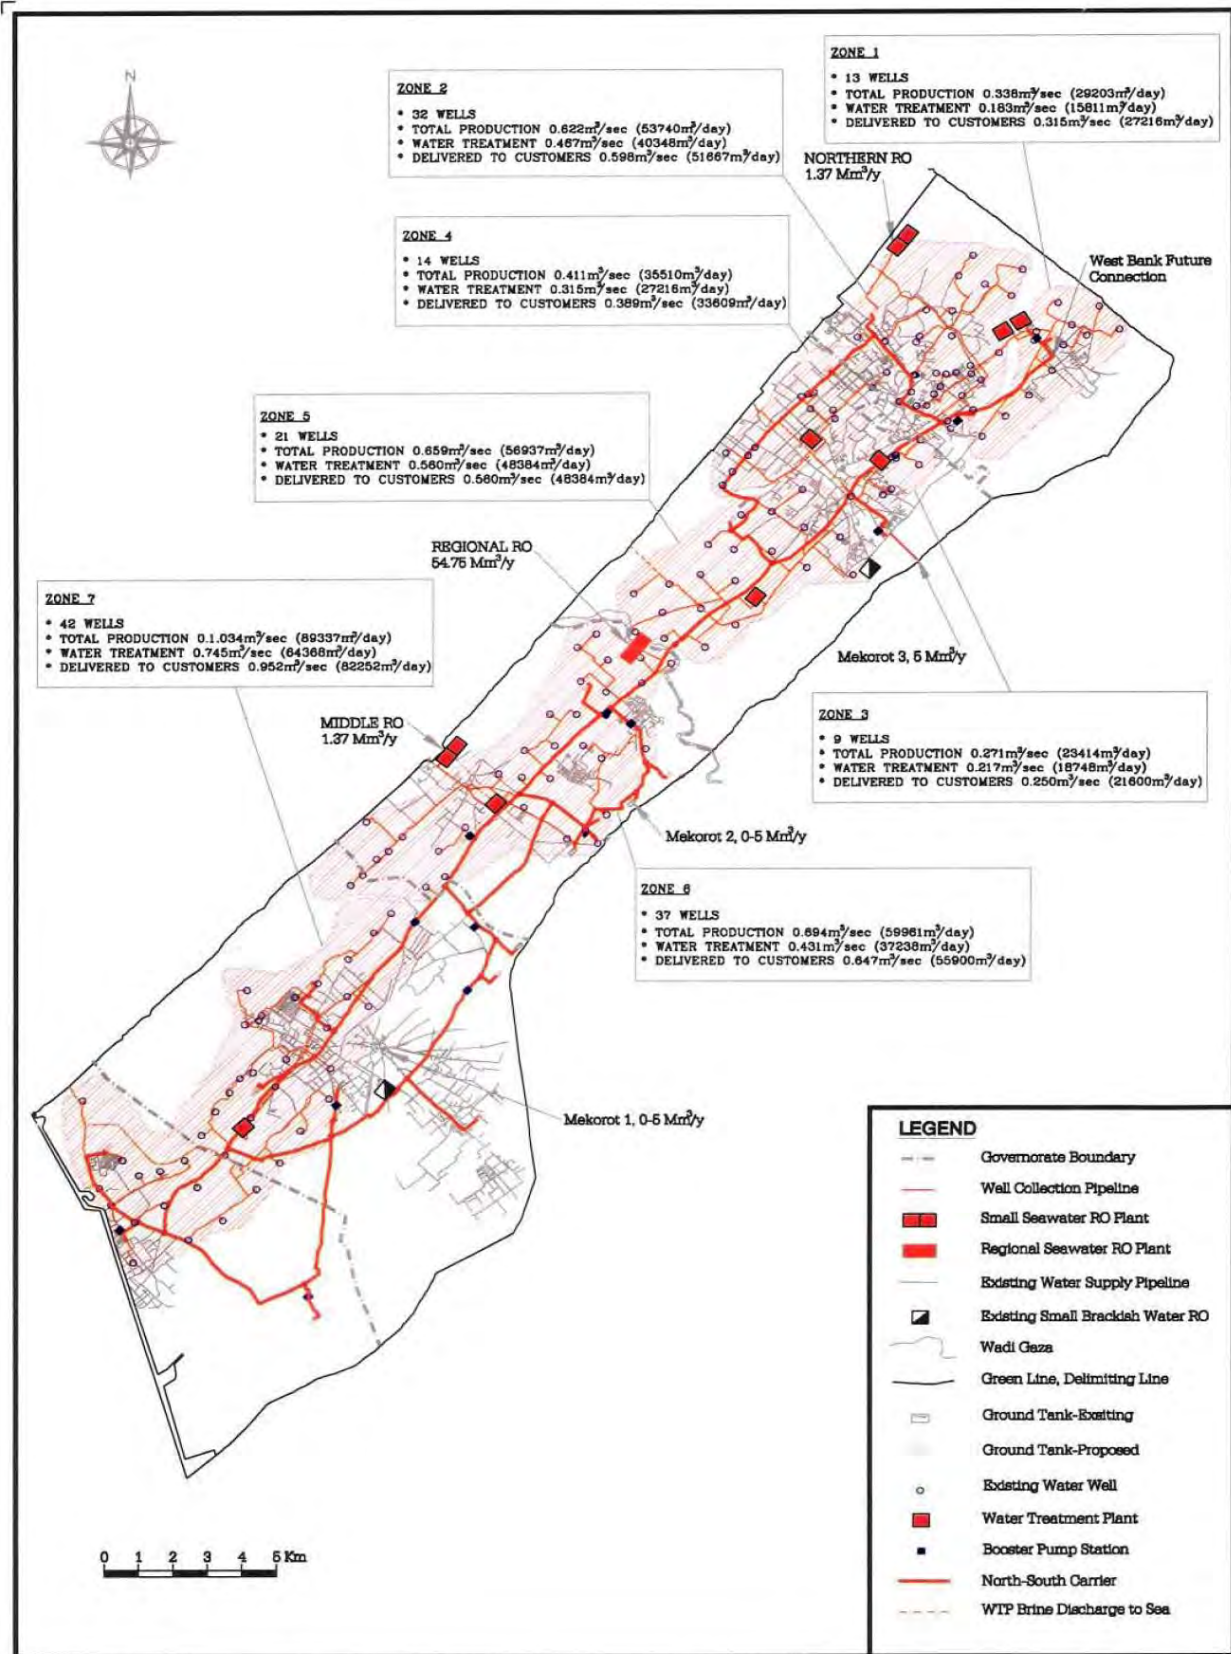 N
ZONE 1
• 13 WELLS
• TOTAL PRODUCTION 0.338m³/sec (29203m³/day)
• WATER TREATMENT 0.183m³/sec (15811m³/day)
• DELIVERED TO CUSTOMERS 0.315m³/sec (27216m³/day)
ZONE 2
• 32 WELLS
• TOTAL PRODUCTION 0.622m³/sec (53740m³/day)
• WATER TREATMENT 0.467m³/sec (40348m³/day)
• DELIVERED TO CUSTOMERS 0.598m³/sec (51667m³/day)
NORTHERN RO
1.37 Mm³/y
ZONE 4
• 14 WELLS
• TOTAL PRODUCTION 0.411m³/sec (35510m³/day)
• WATER TREATMENT 0.315m³/sec (27216m³/day)
• DELIVERED TO CUSTOMERS 0.389m³/sec (33609m³/day)
West Bank Future
Connection
ZONE 5
• 21 WELLS
• TOTAL PRODUCTION 0.659m³/sec (56937m³/day)
• WATER TREATMENT 0.560m³/sec (48384m³/day)
• DELIVERED TO CUSTOMERS 0.560m³/sec (48384m³/day)
REGIONAL RO
54.75 Mm³/y
ZONE 7
• 42 WELLS
• TOTAL PRODUCTION 0.1.034m³/sec (89337m³/day)
• WATER TREATMENT 0.745m³/sec (64368m³/day)
• DELIVERED TO CUSTOMERS 0.952m³/sec (82252m³/day)
Mekorot 3, 5 Mm³/y
MIDDLE RO
1.37 Mm³/y
ZONE 3
• 9 WELLS
• TOTAL PRODUCTION 0.271m³/sec (23414m³/day)
• WATER TREATMENT 0.217m³/sec (18748m³/day)
• DELIVERED TO CUSTOMERS 0.250m³/sec (21600m³/day)
Mekorot 2, 0-5 Mm³/y
ZONE 6
• 37 WELLS
• TOTAL PRODUCTION 0.694m³/sec (59961m³/day)
• WATER TREATMENT 0.431m³/sec (37238m³/day)
• DELIVERED TO CUSTOMERS 0.647m³/sec (55900m³/day)
Mekorot 1, 0-5 Mm³/y
LEGEND
Governorate Boundary
Well Collection Pipeline
Small Seawater RO Plant
Regional Seawater RO Plant
Existing Water Supply Pipeline
Existing Small Brackish Water RO
Wadi Gaza
Green Line, Delimiting Line
Ground Tank-Exsiting
Ground Tank-Proposed
Existing Water Well
Water Treatment Plant
Booster Pump Station
North-South Carrier
WTP Brine Discharge to Sea
0 1 2 3 4 5 Km